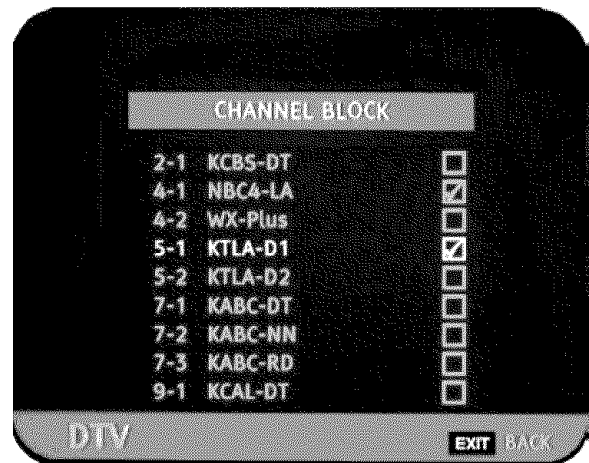 CHANNEL BLOCK
2-1 KCBS-DT
4-1 NBC4-LA
4-2 WX-Plus
5-1 KTLA-D1
5-2 KTLA-D2
7-1 KABC-DT
7-2 KABC-NN
7-3 KABC-RD
9-1 KCAL-DT
DTV EXIT BACK